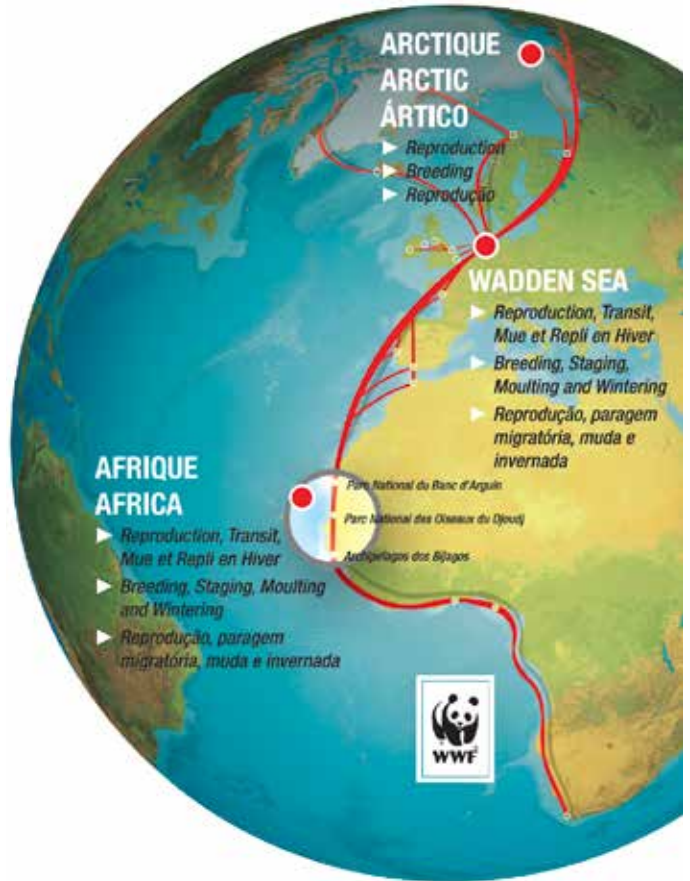 ARCTIQUE
ARCTIC
ÁRTICO
► Reproduction
► Breeding
► Reprodução
WADDEN SEA
► Reproduction, Transit,
Mue et Repli en Hiver
► Breeding, Staging,
Moulting and Wintering
► Reprodução, paragem
migratória, muda e
invernada
AFRIQUE
AFRICA
► Reproduction, Transit,
Mue et Repli en Hiver
► Breeding, Staging, Moulting
and Wintering
► Reprodução, paragem
migratória, muda e invernada
Parc National du Banc d'Arguin
Parc National des Oiseaux du Djoudj
Archipélagos dos Bijagos
WWF